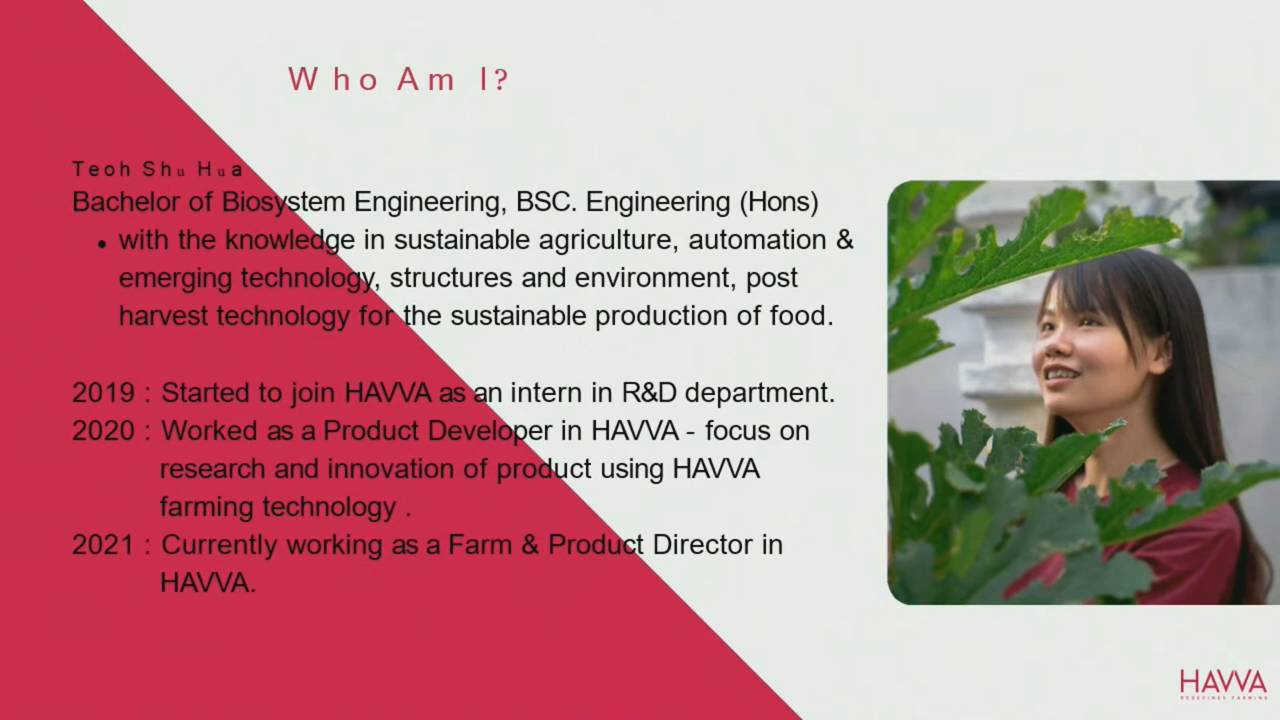 Who Am I?
Teoh Shu Hua
Bachelor of Biosystem Engineering, BSC. Engineering (Hons)
• with the knowledge in sustainable agriculture, automation &
emerging technology, structures and environment, post
harvest technology for the sustainable production of food.
2019 : Started to join HAVVA as an intern in R&D department.
2020 : Worked as a Product Developer in HAVVA - focus on
research and innovation of product using HAVVA
farming technology .
2021 : Currently working as a Farm & Product Director in
HAVVA.
HAVVA
REDEFINES FARMING